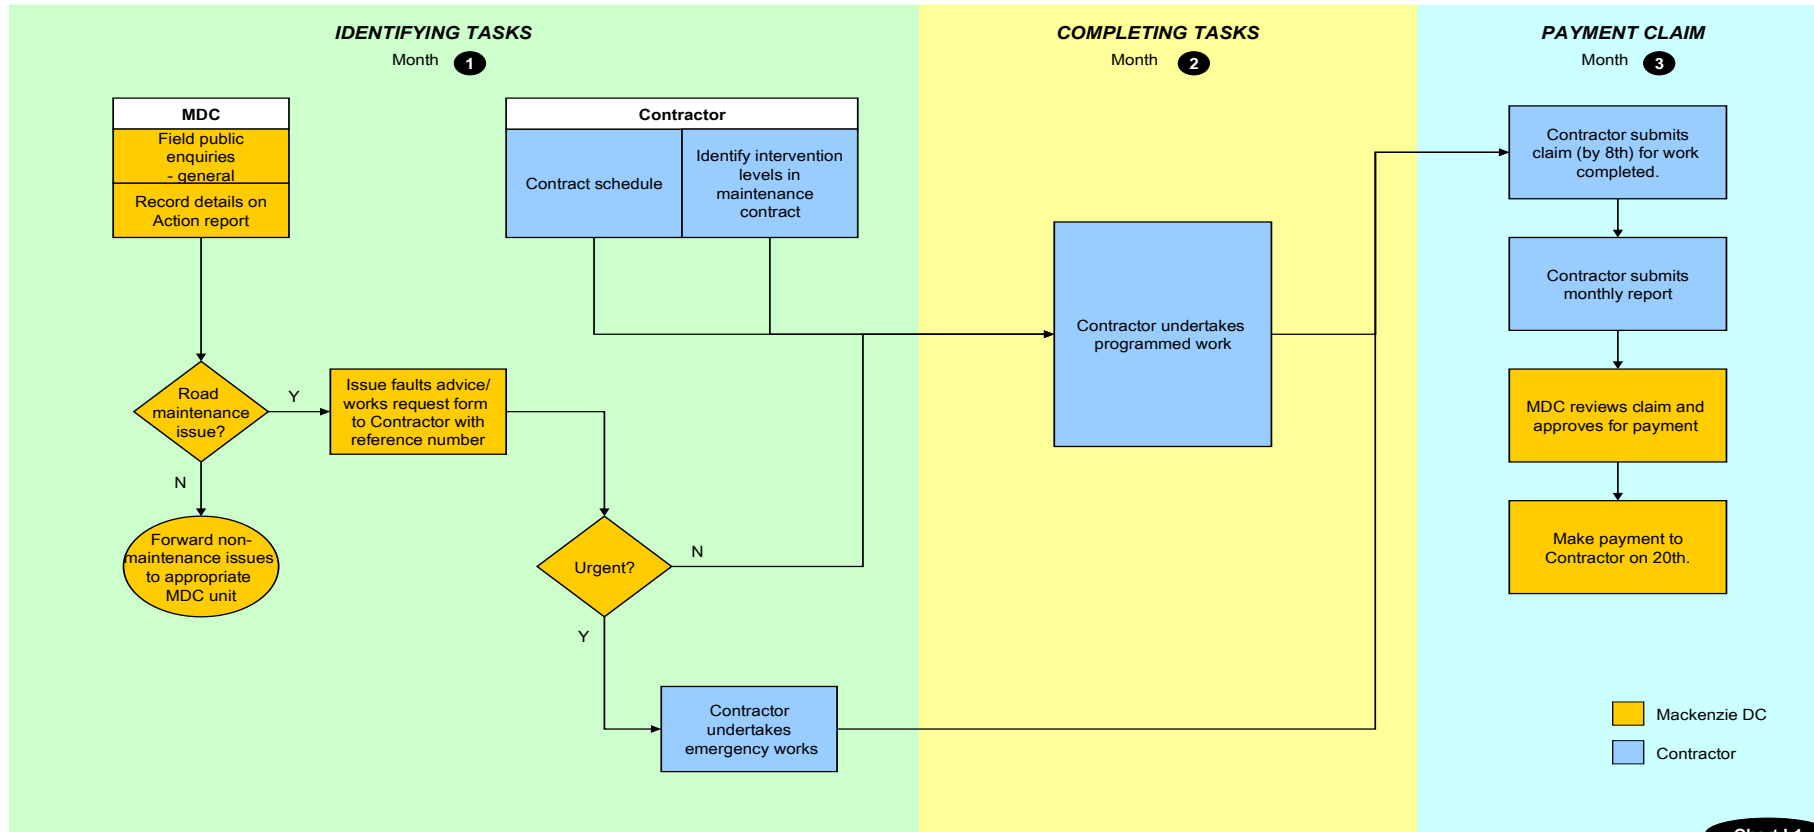 IDENTIFYING TASKS
Month 1
COMPLETING TASKS
Month 2
PAYMENT CLAIM
Month 3
MDC
Field public
enquiries
- general
Record details on
Action report
Contractor
Contract schedule
Identify intervention
levels in
maintenance
contract
Contractor submits
claim (by 8th) for work
completed.
Contractor submits
monthly report
Contractor undertakes
programmed work
Road
maintenance
issue?
Y
N
Issue faults advice/
works request form
to Contractor with
reference number
MDC reviews claim and
approves for payment
Forward non-
maintenance issues
to appropriate
MDC unit
Urgent?
N
Y
Make payment to
Contractor on 20th.
Contractor
undertakes
emergency works
Mackenzie DC
Contractor